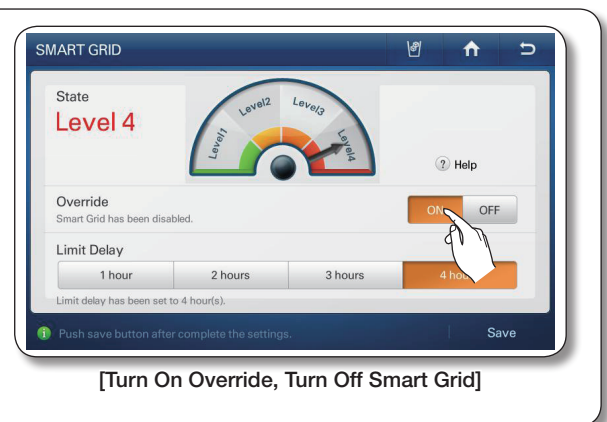 SMART GRID
State
Level 4
Level1
Level2
Level3
Level4
? Help
Override
Smart Grid has been disabled.
ON OFF
Limit Delay
1 hour 2 hours 3 hours 4 hou
Limit delay has been set to 4 hour(s).
Push save button after complete the settings. Save
[Turn On Override, Turn Off Smart Grid]